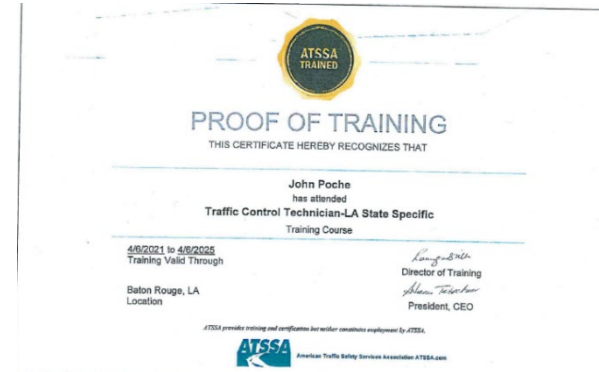 ATSSA
TRAINED
PROOF OF TRAINING
THIS CERTIFICATE HEREBY RECOGNIZES THAT
John Poche
has attended
Traffic Control Technician-LA State Specific
Training Course
4/6/2021 to 4/6/2025
Training Valid Through
Director of Training
Baton Rouge, LA
Location
President, CEO
ATSSA provides training and certification but neither constitutes employment by ATSSA.
ATSSA
American Traffic Safety Services Association ATSSA.com